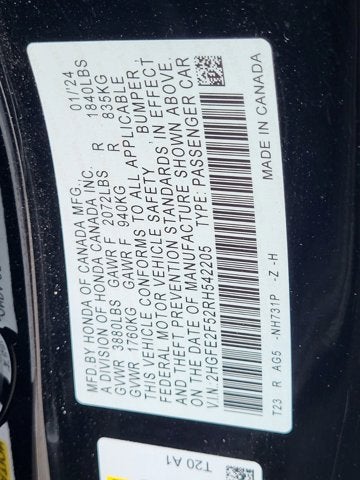 MFD.BY HONDA OF CANADA MFG., 01/'24
A DIVISION OF HONDA CANADA INC.
GVWR 3880LBS GAWR F 2072LBS R 1840LBS
GVWR 1760KG GAWR F 940KG R 835KG
THIS VEHICLE CONFORMS TO ALL APPLICABLE
FEDERAL MOTOR VEHICLE SAFETY, BUMPER,
AND THEFT PREVENTION STANDARDS IN EFFECT
ON THE DATE OF MANUFACTURE SHOWN ABOVE.
VIN: 2HGFE2F52RH542205 TYPE: PASSENGER CAR
T23 R AG5 -NH731P -Z -H MADE IN CANADA
T20 A1